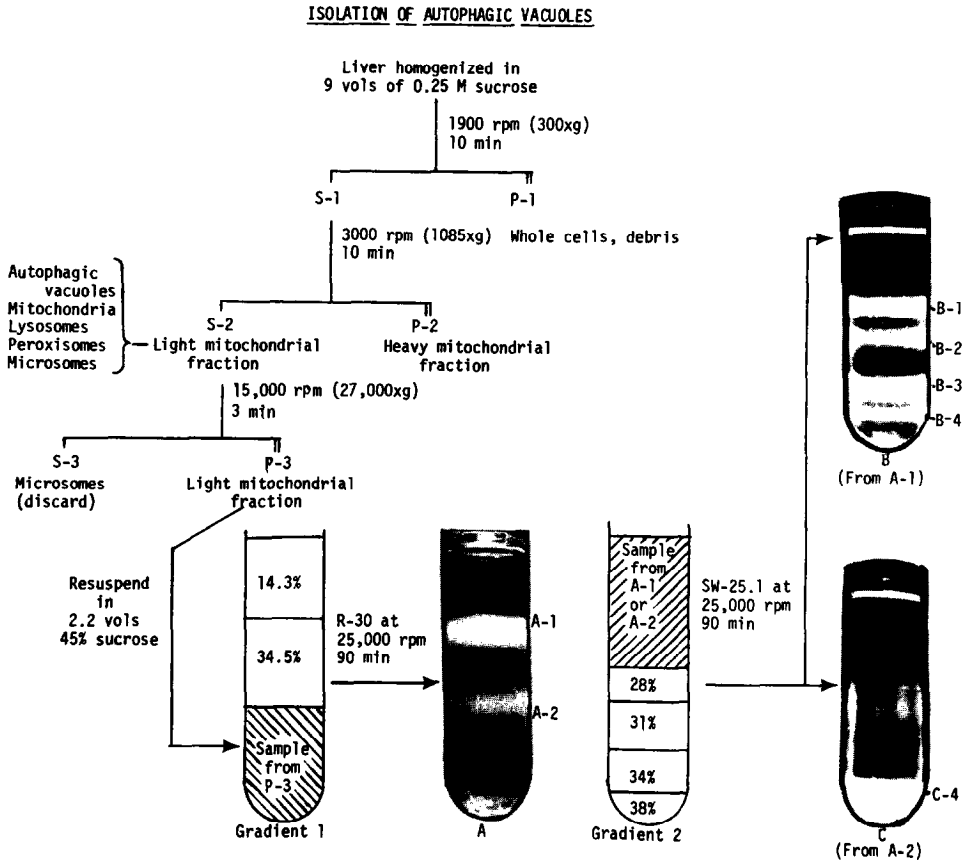 ISOLATION OF AUTOPHAGIC VACUOLES
Liver homogenized in
9 vols of 0.25 M sucrose
1900 rpm (300xg)
10 min
S-1
P-1
3000 rpm (1085xg)
10 min
Whole cells, debris
Autophagic
vacuoles
Mitochondria
Lysosomes
Peroxisomes
Microsomes
S-2
Light mitochondrial
fraction
P-2
Heavy mitochondrial
fraction
15,000 rpm (27,000xg)
3 min
S-3
Microsomes
(discard)
P-3
Light mitochondrial
fraction
Resuspend
in
2.2 vols
45% sucrose
14.3%
34.5%
Sample
from
P-3
Gradient 1
R-30 at
25,000 rpm
90 min
A-1
A-2
A
Sample
from
A-1
or
A-2
28%
31%
34%
38%
Gradient 2
SW-25.1 at
25,000 rpm
90 min
B-1
B-2
B-3
B-4
B
(From A-1)
C-4
C
(From A-2)